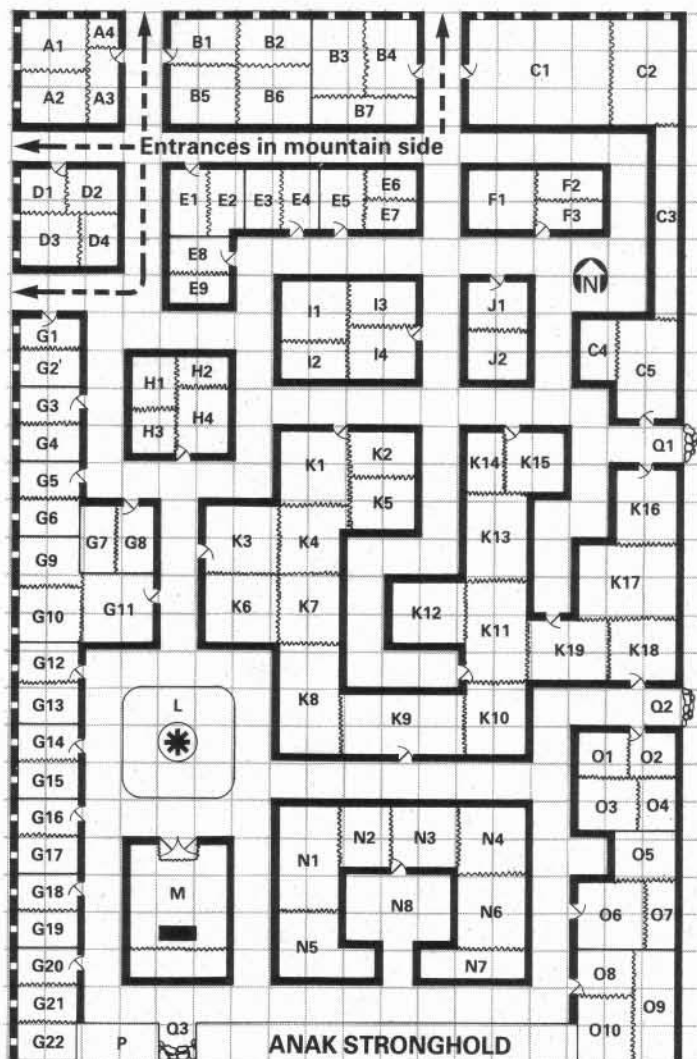 A1 A4 B1 B2 B3 B4 C1 C2
A2 A3 B5 B6 B7
Entrances in mountain side
D1 D2 E1 E2 E3 E4 E5 E6 F1 F2 C3
E7 F3
D3 D4 E8
E9 N
G1 I1 I3 J1
G2' I2 I4 J2 C4 C5
G3 H1 H2
G4 H3 H4
G5 K1 K2 K14 K15 Q1
G6 K5 K16
G7 G8 K3 K4 K13
G9 K17
G10 G11 K6 K7 K12 K11
G12 K19 K18
G13 L K8 K9 K10 Q2
G14 O1 O2
G15
G16 N1 N2 N3 N4 O3 O4
G17 O5
G18 M N8 N6 O6 O7
G19
G20 N5 N7 O8
G21 O9
G22 P Q3 ANAK STRONGHOLD O10